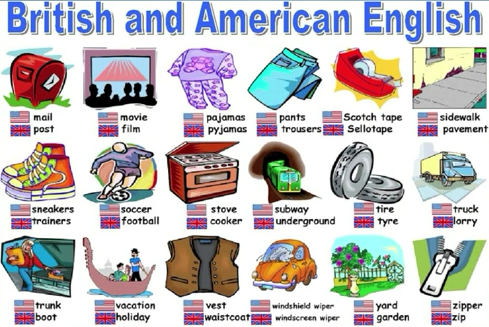 British and American English
mail
post
movie
film
pajamas
pyjamas
pants
trousers
Scotch tape
Sellotape
sidewalk
pavement
sneakers
trainers
soccer
football
stove
cooker
subway
underground
tire
tyre
truck
lorry
trunk
boot
vacation
holiday
vest
waistcoat
windshield wiper
windscreen wiper
yard
garden
zipper
zip